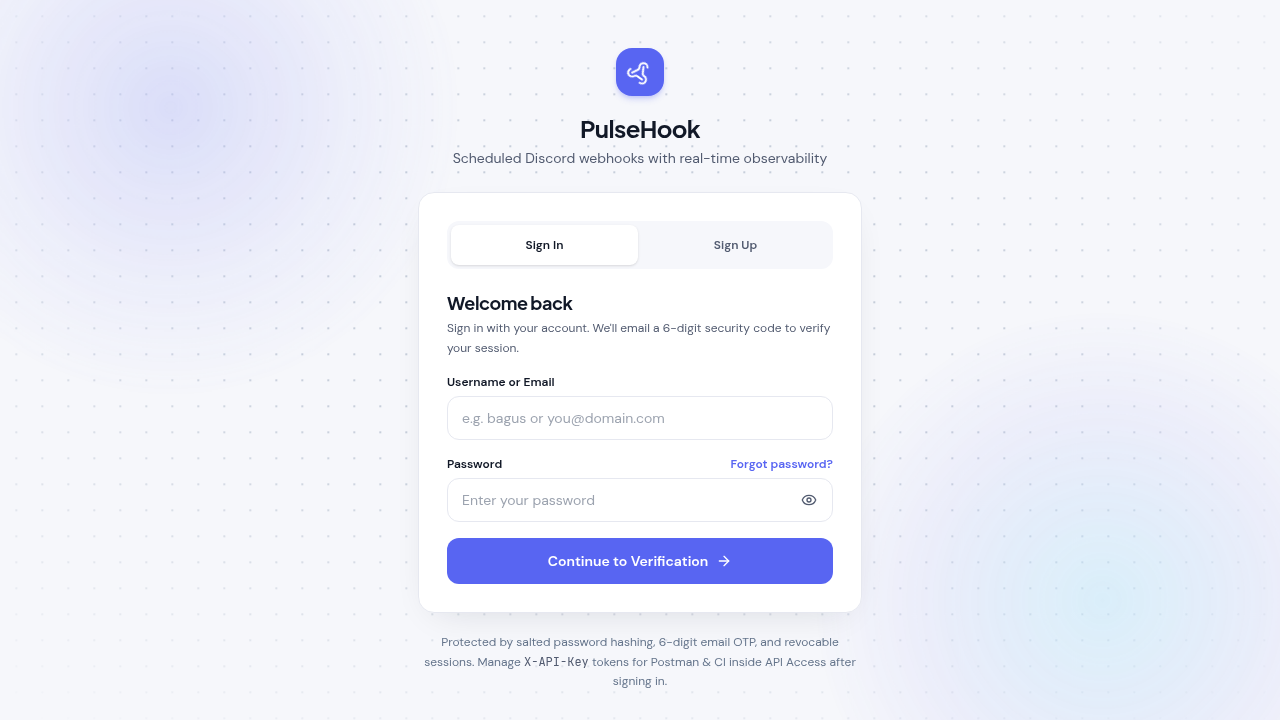 PulseHook
Scheduled Discord webhooks with real-time observability
Sign In
Sign Up
Welcome back
Sign in with your account. We'll email a 6-digit security code to verify
your session.
Username or Email
e.g. bagus or you@domain.com
Password
Forgot password?
Enter your password
Continue to Verification →
Protected by salted password hashing, 6-digit email OTP, and revocable
sessions. Manage X-API-Key tokens for Postman & CI inside API Access after
signing in.